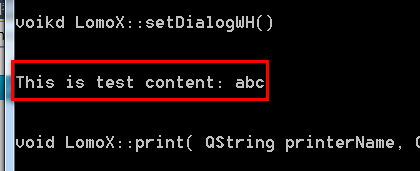 voikd LomoX::setDialogWH()
This is test content: abc
void LomoX::print( QString printerName,